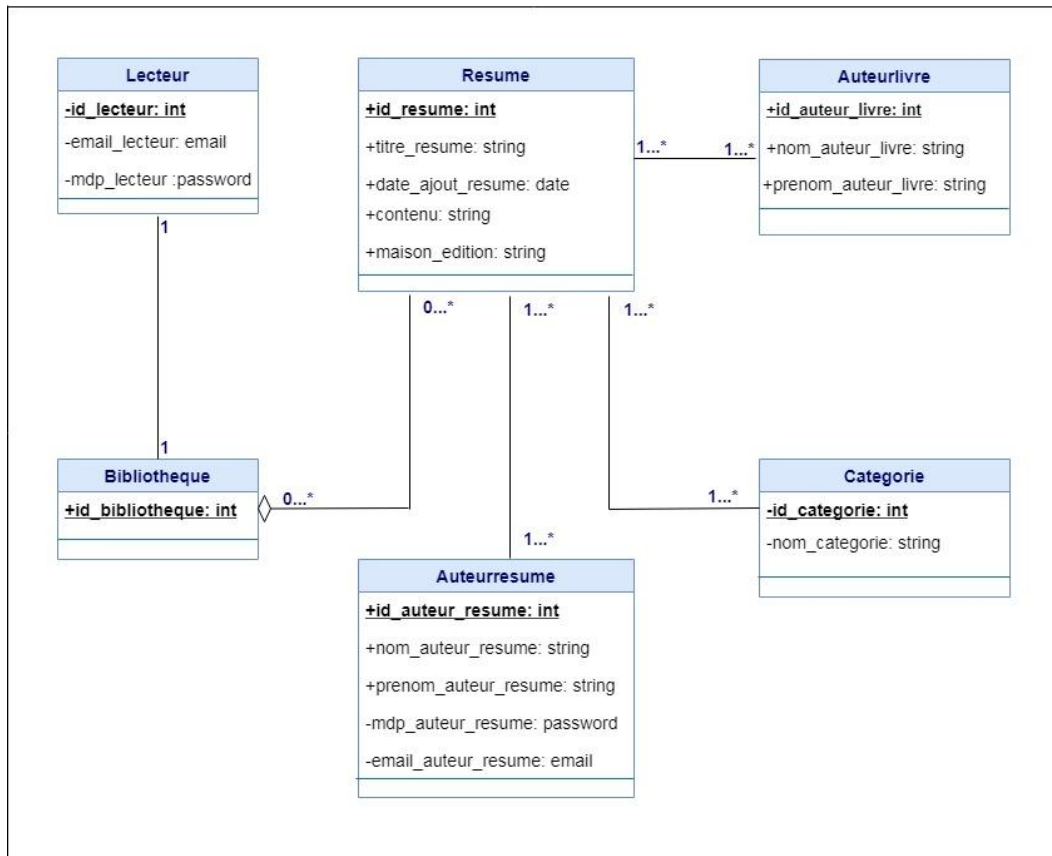 Lecteur
-id_lecteur: int
-email_lecteur: email
-mdp_lecteur :password
Resume
+id_resume: int
+titre_resume: string
+date_ajout_resume: date
+contenu: string
+maison_edition: string
Auteurlivre
+id_auteur_livre: int
+nom_auteur_livre: string
+prenom_auteur_livre: string
1...*
1...*
1
0...*
1...*
1...*
1
Bibliotheque
+id_bibliotheque: int
0...*
1...*
1...*
Categorie
-id_categorie: int
-nom_categorie: string
Auteurresume
+id_auteur_resume: int
+nom_auteur_resume: string
+prenom_auteur_resume: string
-mdp_auteur_resume: password
-email_auteur_resume: email